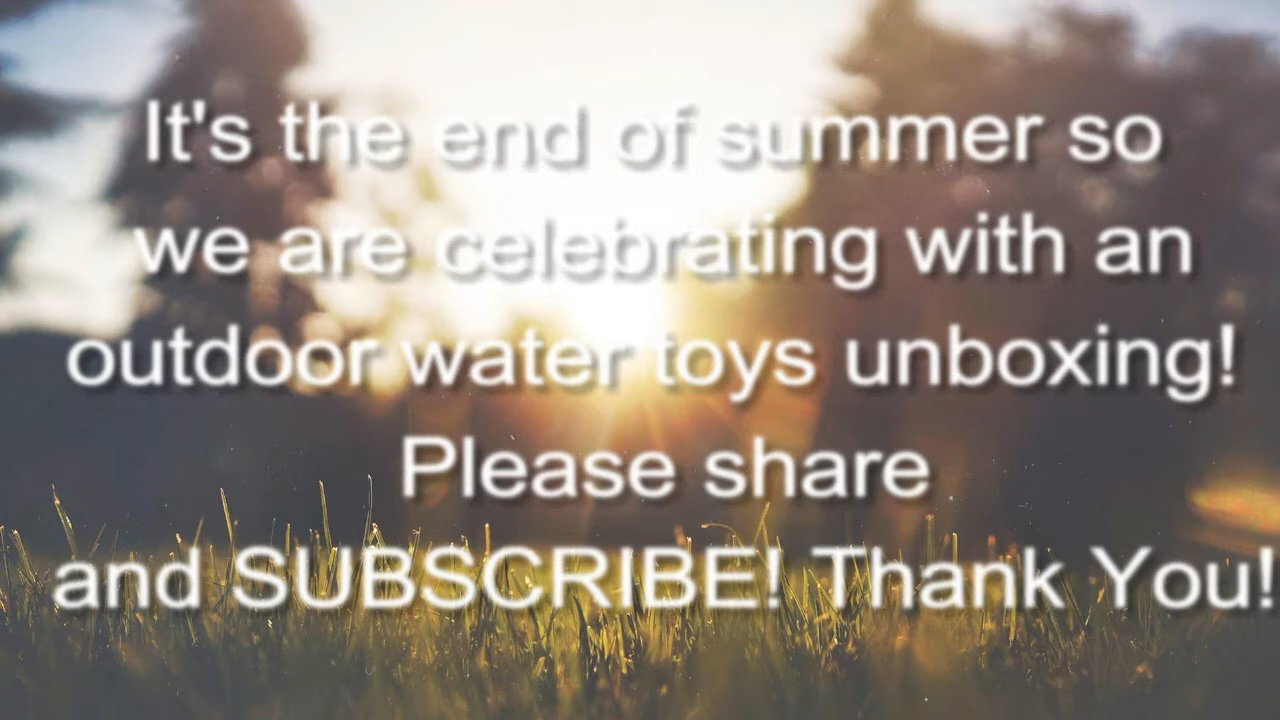 It's the end of summer so
we are celebrating with an
outdoor water toys unboxing!
Please share
and SUBSCRIBE! Thank You!